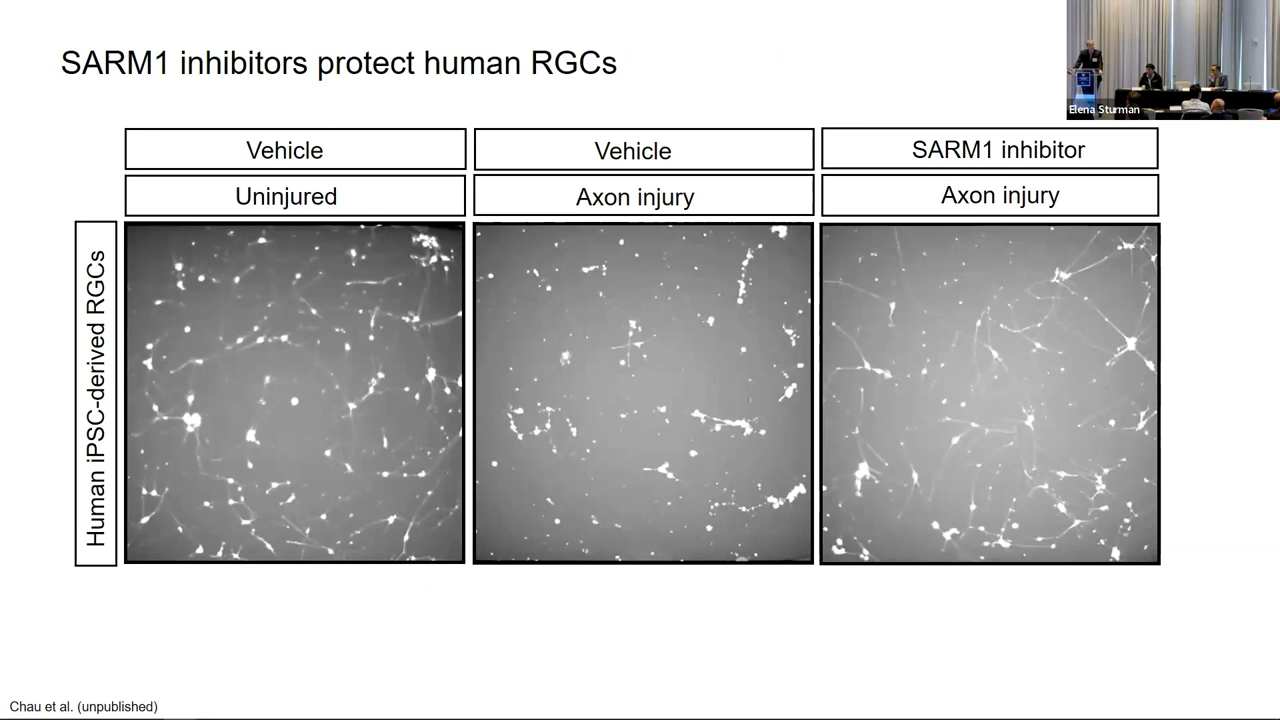 SARM1 inhibitors protect human RGCs
Elena Sturman
Vehicle
Vehicle
SARM1 inhibitor
Uninjured
Axon injury
Axon injury
Human iPSC-derived RGCs
Chau et al. (unpublished)